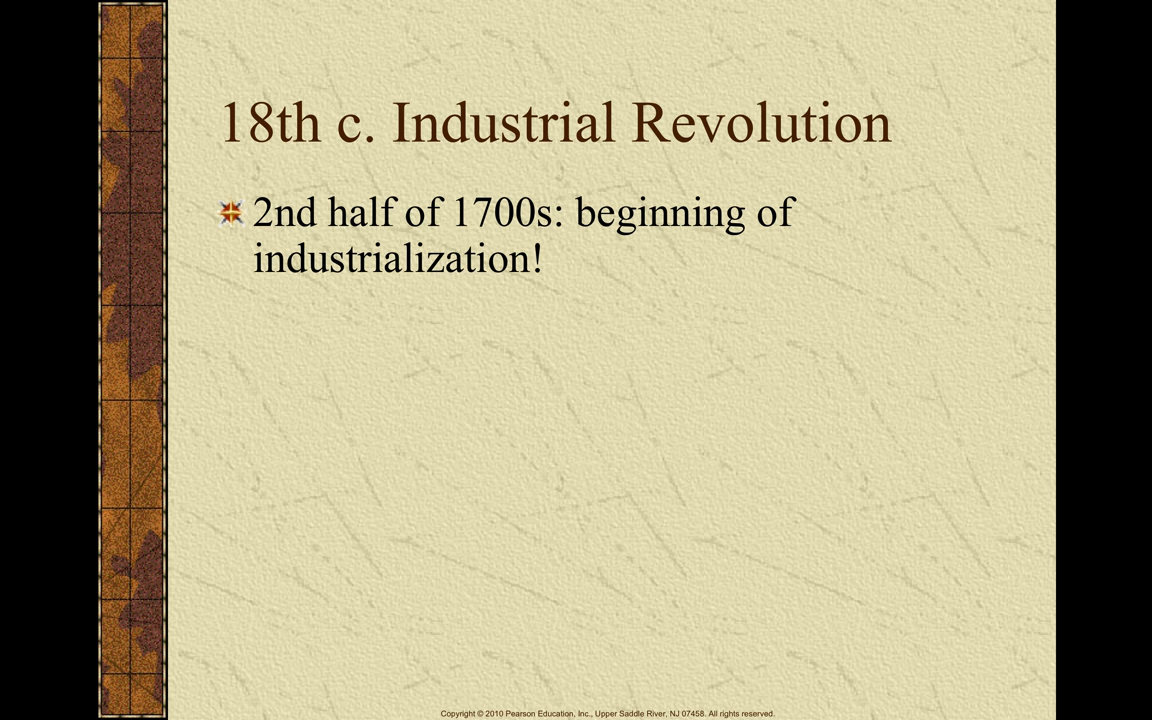 18th c. Industrial Revolution
2nd half of 1700s: beginning of
industrialization!
Copyright © 2010 Pearson Education, Inc., Upper Saddle River, NJ 07458. All rights reserved.